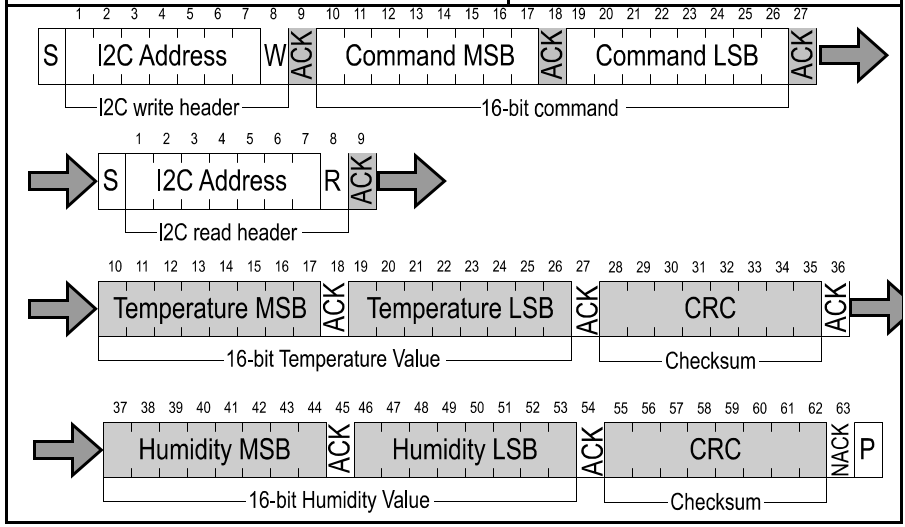 1 2 3 4 5 6 7 8 9 10 11 12 13 14 15 16 17 18 19 20 21 22 23 24 25 26 27
S I2C Address W ACK Command MSB ACK Command LSB ACK
I2C write header 16-bit command
1 2 3 4 5 6 7 8 9
S I2C Address R ACK
I2C read header
10 11 12 13 14 15 16 17 18 19 20 21 22 23 24 25 26 27 28 29 30 31 32 33 34 35 36
Temperature MSB ACK Temperature LSB ACK CRC ACK
16-bit Temperature Value Checksum
37 38 39 40 41 42 43 44 45 46 47 48 49 50 51 52 53 54 55 56 57 58 59 60 61 62 63
Humidity MSB ACK Humidity LSB ACK CRC NACK P
16-bit Humidity Value Checksum